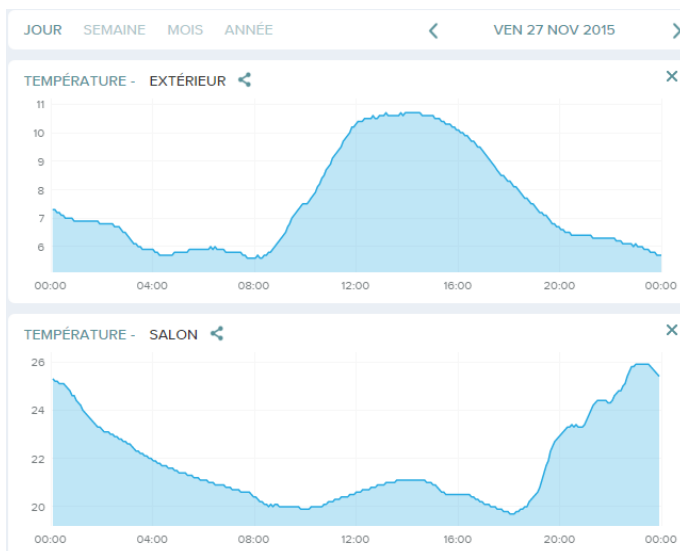 JOUR SEMAINE MOIS ANNÉE VEN 27 NOV 2015
TEMPÉRATURE - EXTÉRIEUR
11
10
9
8
7
6
00:00 04:00 08:00 12:00 16:00 20:00 00:00
TEMPÉRATURE - SALON
26
24
22
20
00:00 04:00 08:00 12:00 16:00 20:00 00:00